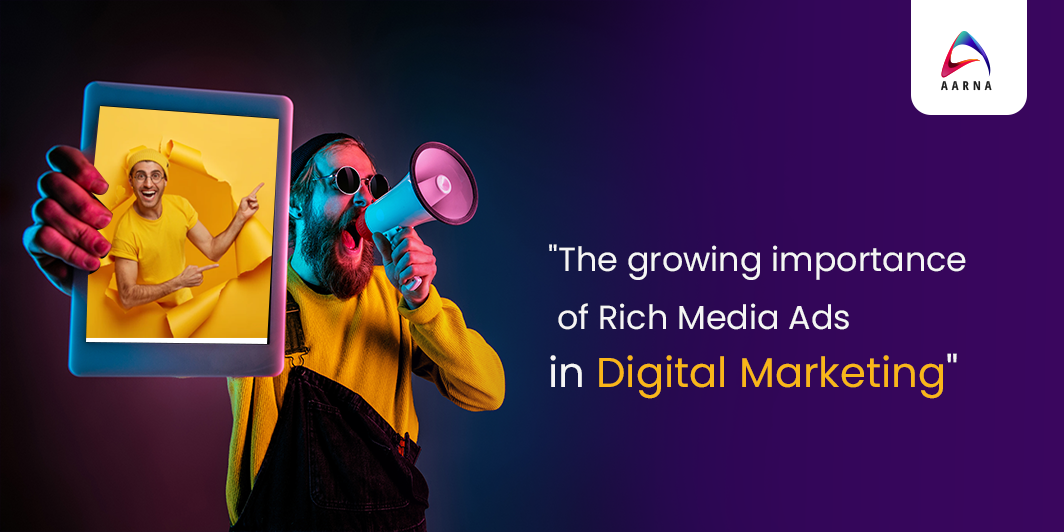 AARNA
"The growing importance
of Rich Media Ads
in Digital Marketing"